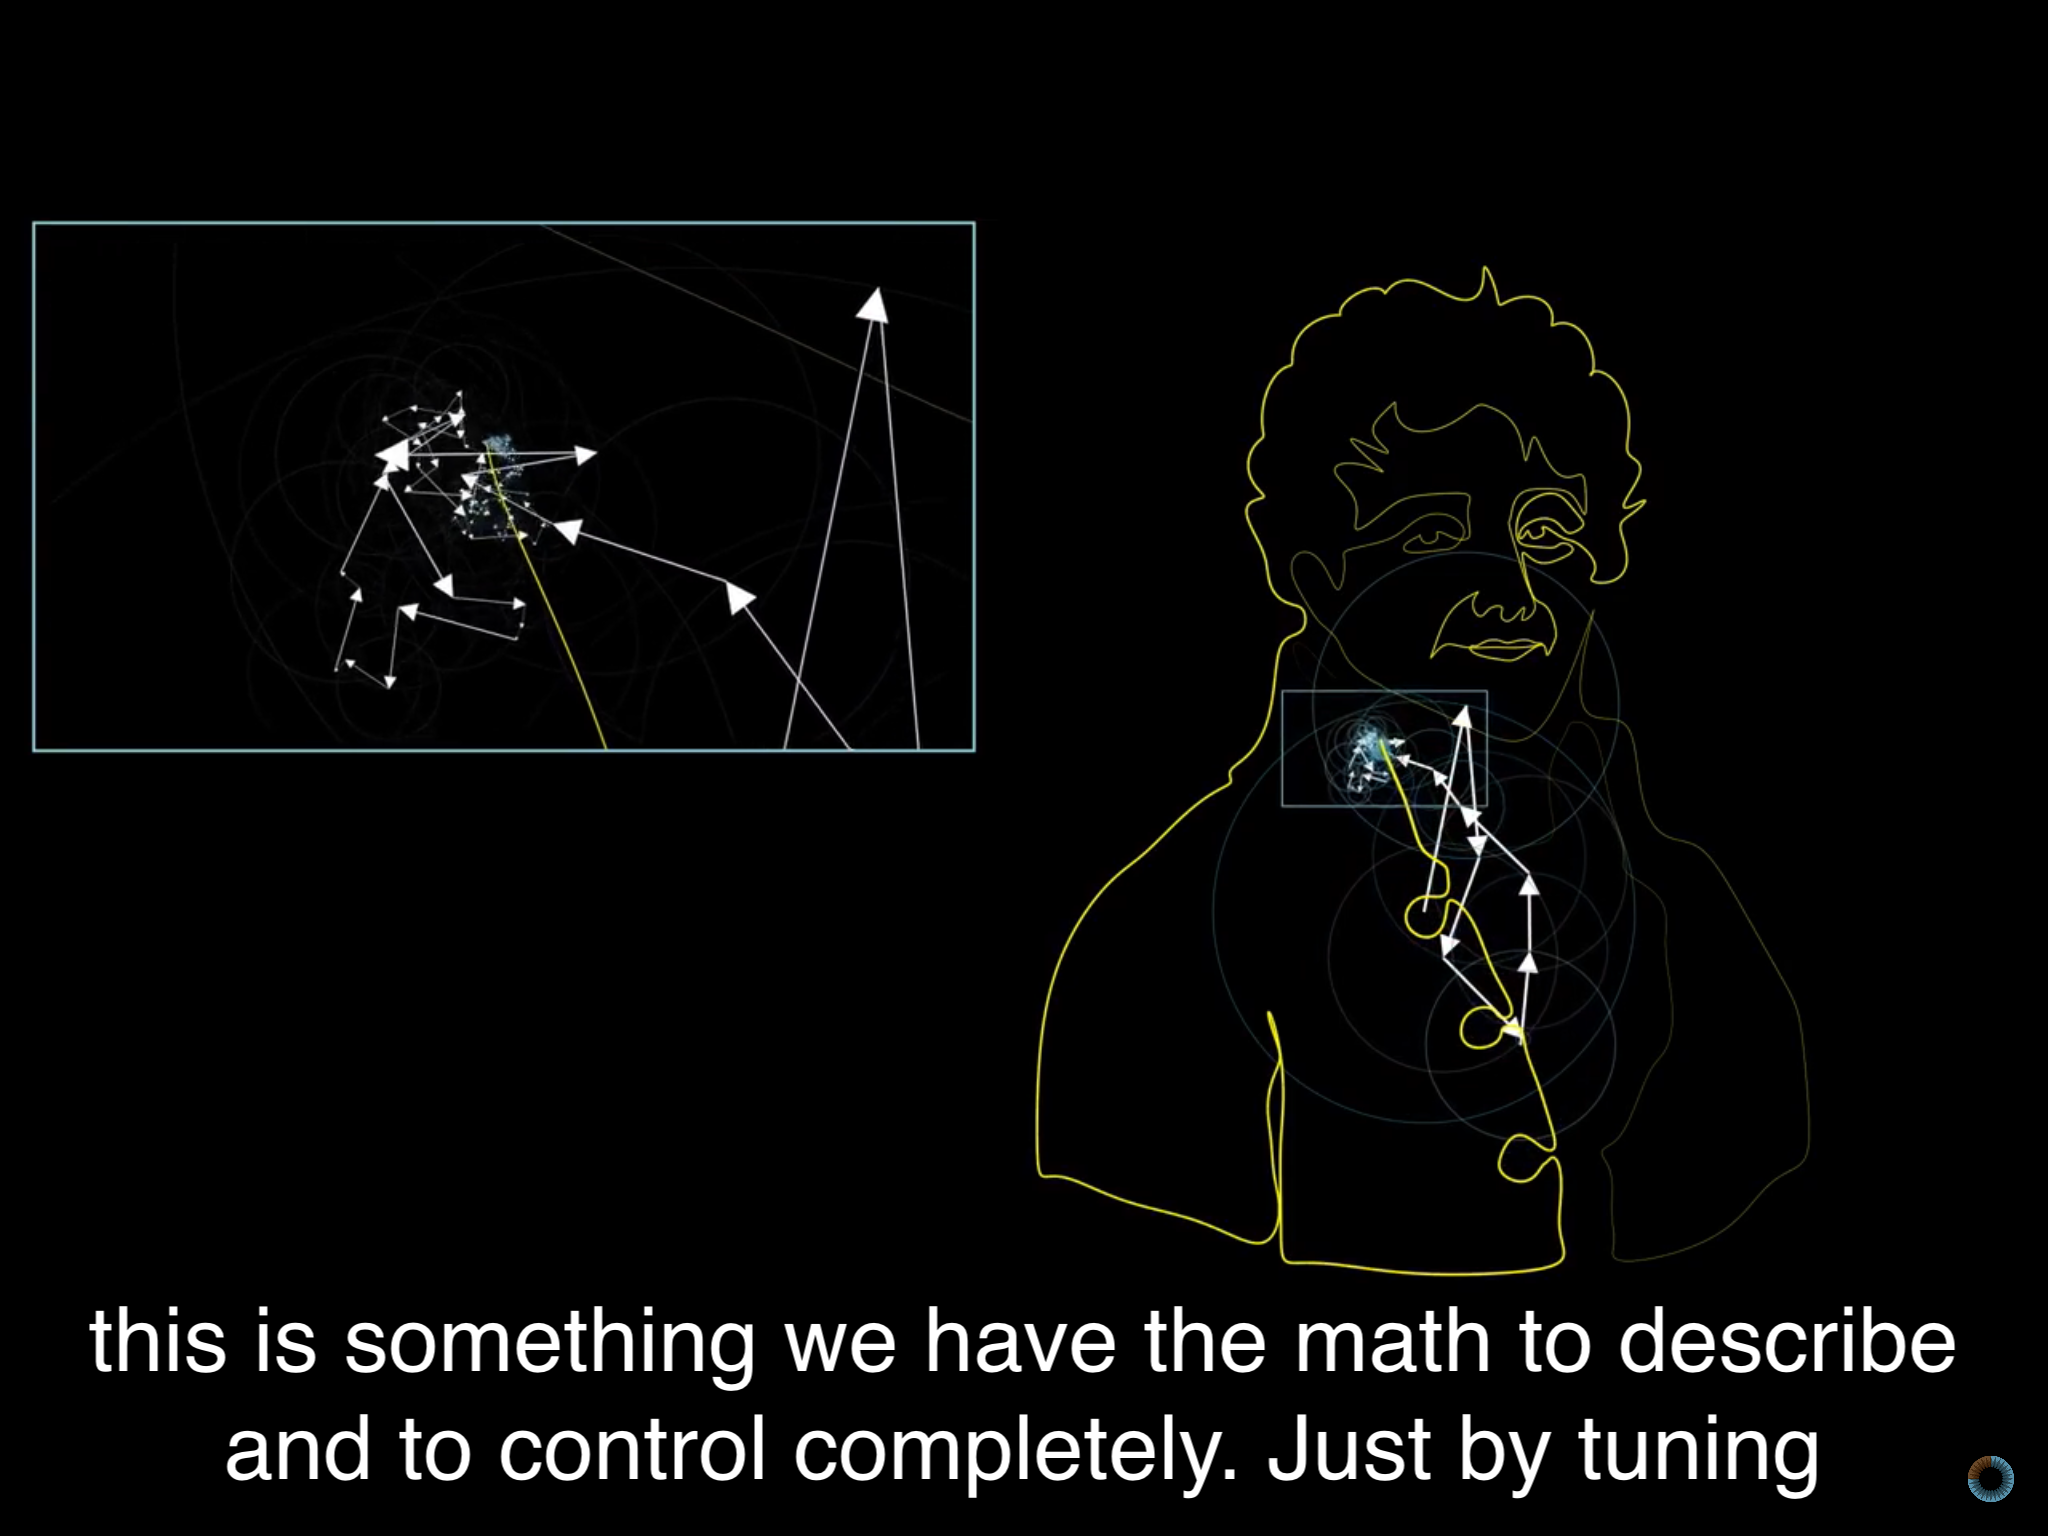 this is something we have the math to describe
and to control completely. Just by tuning